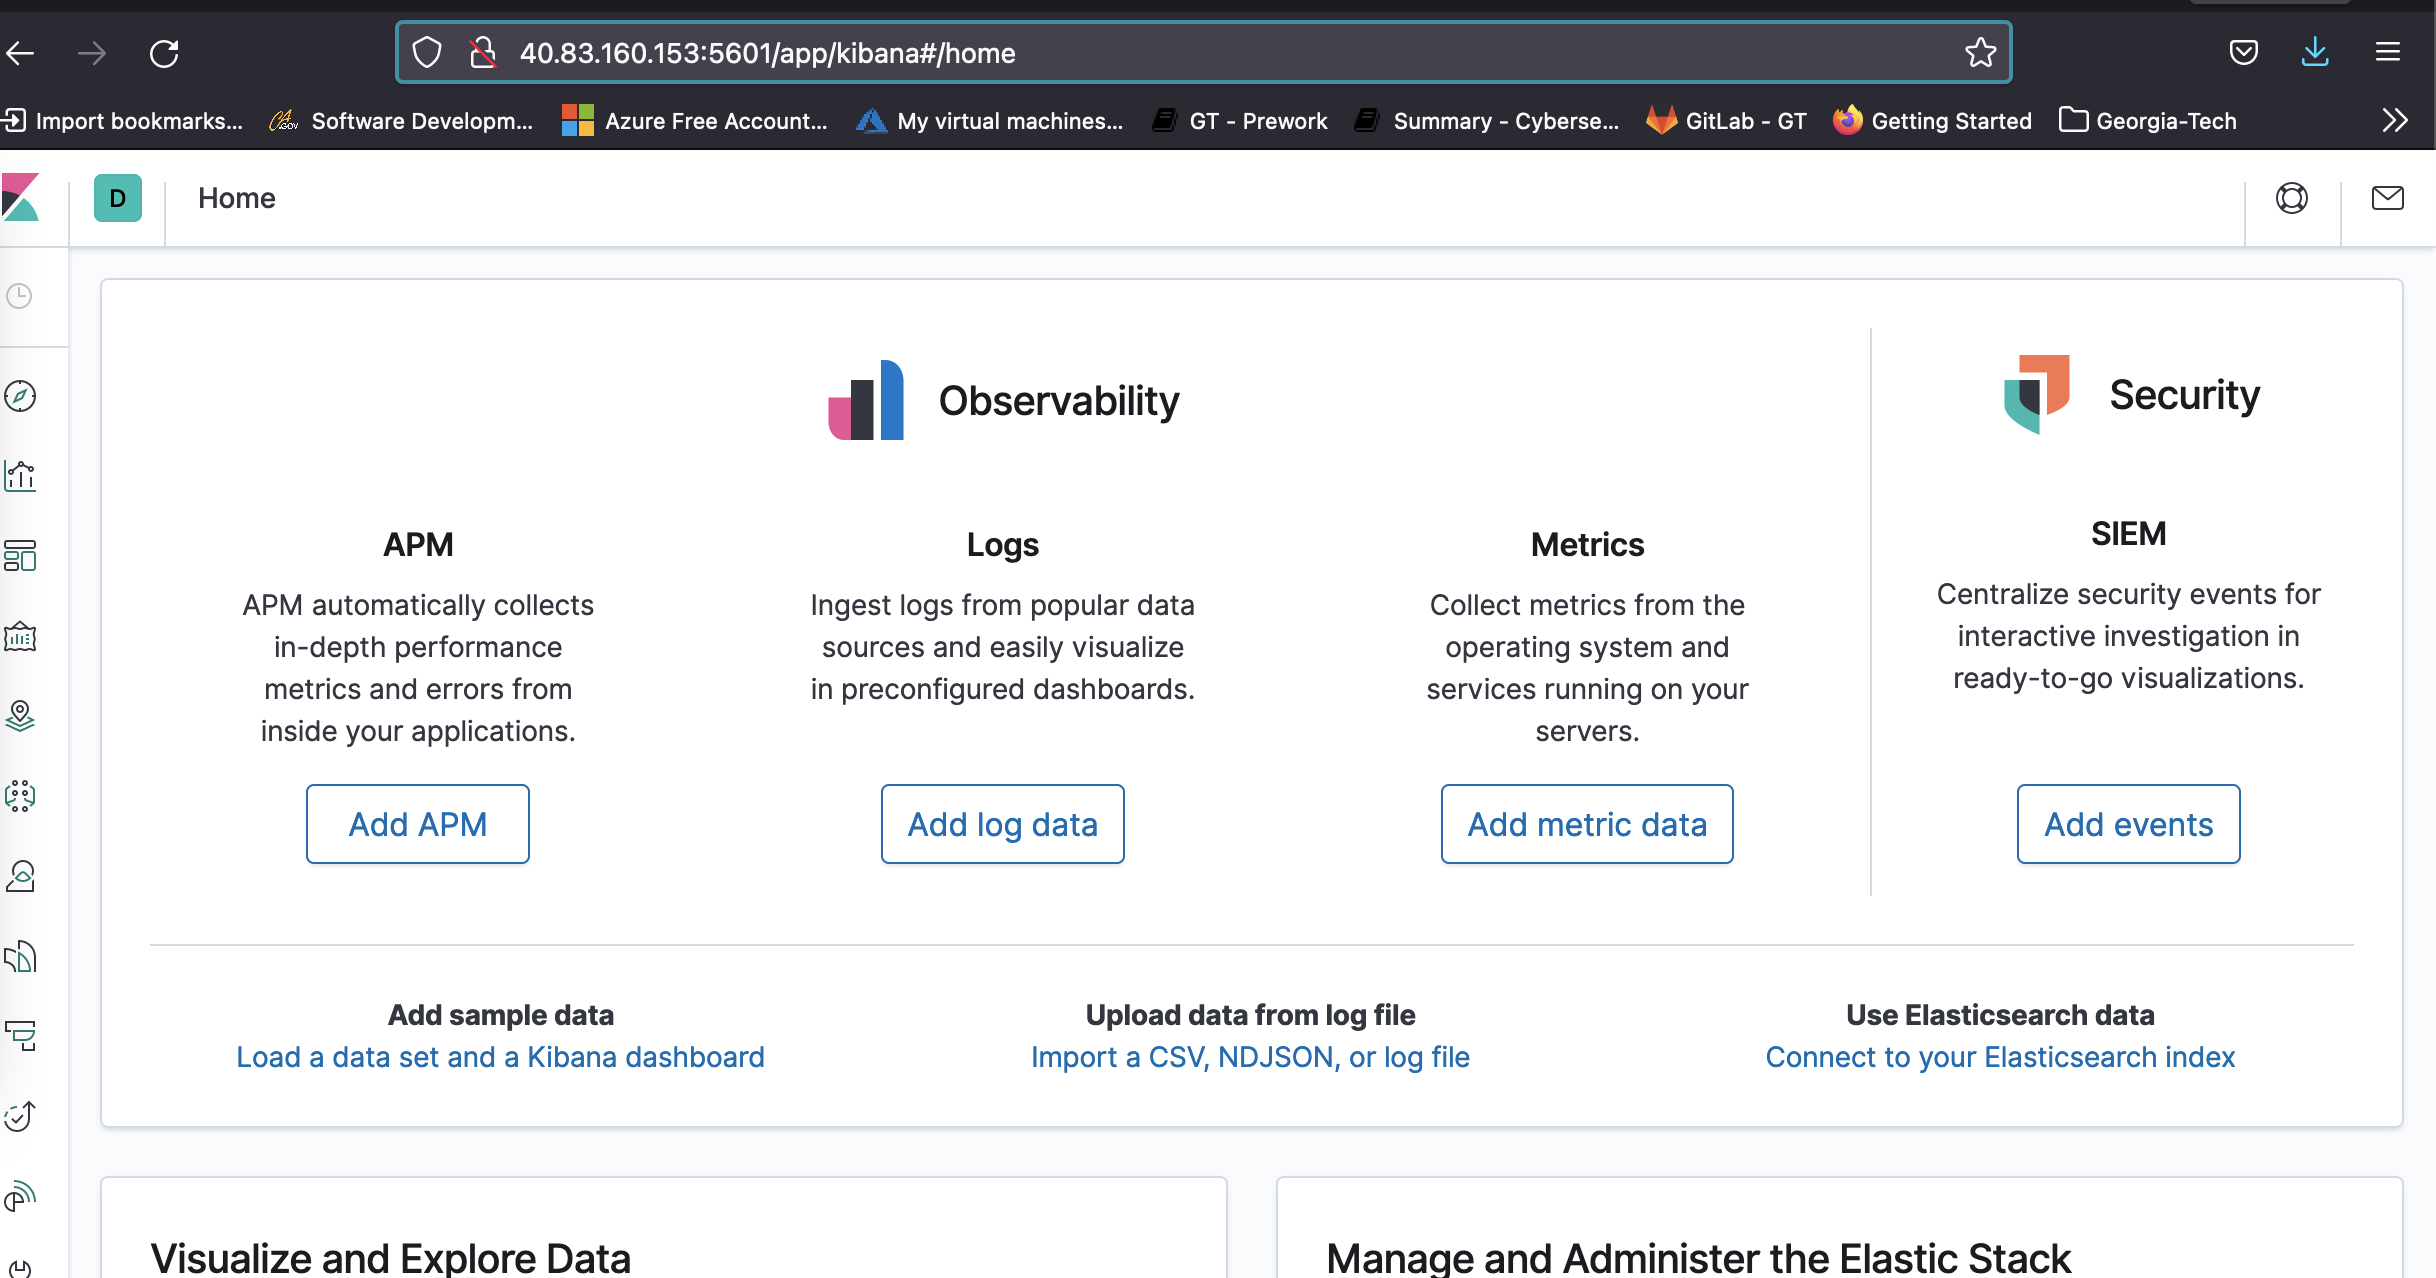 40.83.160.153:5601/app/kibana#/home
Import bookmarks... Software Developm... Azure Free Account... My virtual machines... GT - Prework Summary - Cyberse... GitLab - GT Getting Started Georgia-Tech
D Home
Observability
Security
APM
APM automatically collects
in-depth performance
metrics and errors from
inside your applications.
Add APM
Logs
Ingest logs from popular data
sources and easily visualize
in preconfigured dashboards.
Add log data
Metrics
Collect metrics from the
operating system and
services running on your
servers.
Add metric data
SIEM
Centralize security events for
interactive investigation in
ready-to-go visualizations.
Add events
Add sample data
Load a data set and a Kibana dashboard
Upload data from log file
Import a CSV, NDJSON, or log file
Use Elasticsearch data
Connect to your Elasticsearch index
Visualize and Explore Data
Manage and Administer the Elastic Stack